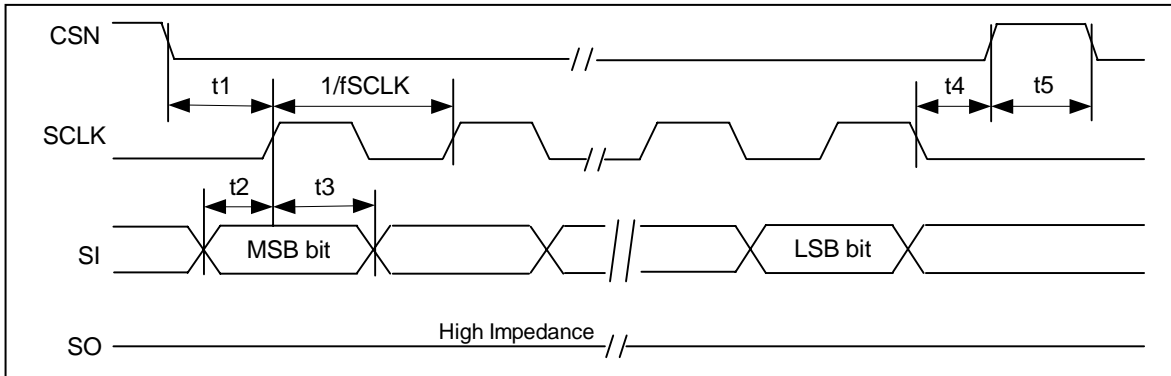 CSN
t1
1/fSCLK
t4
t5
SCLK
t2
t3
SI
MSB bit
LSB bit
SO
High Impedance